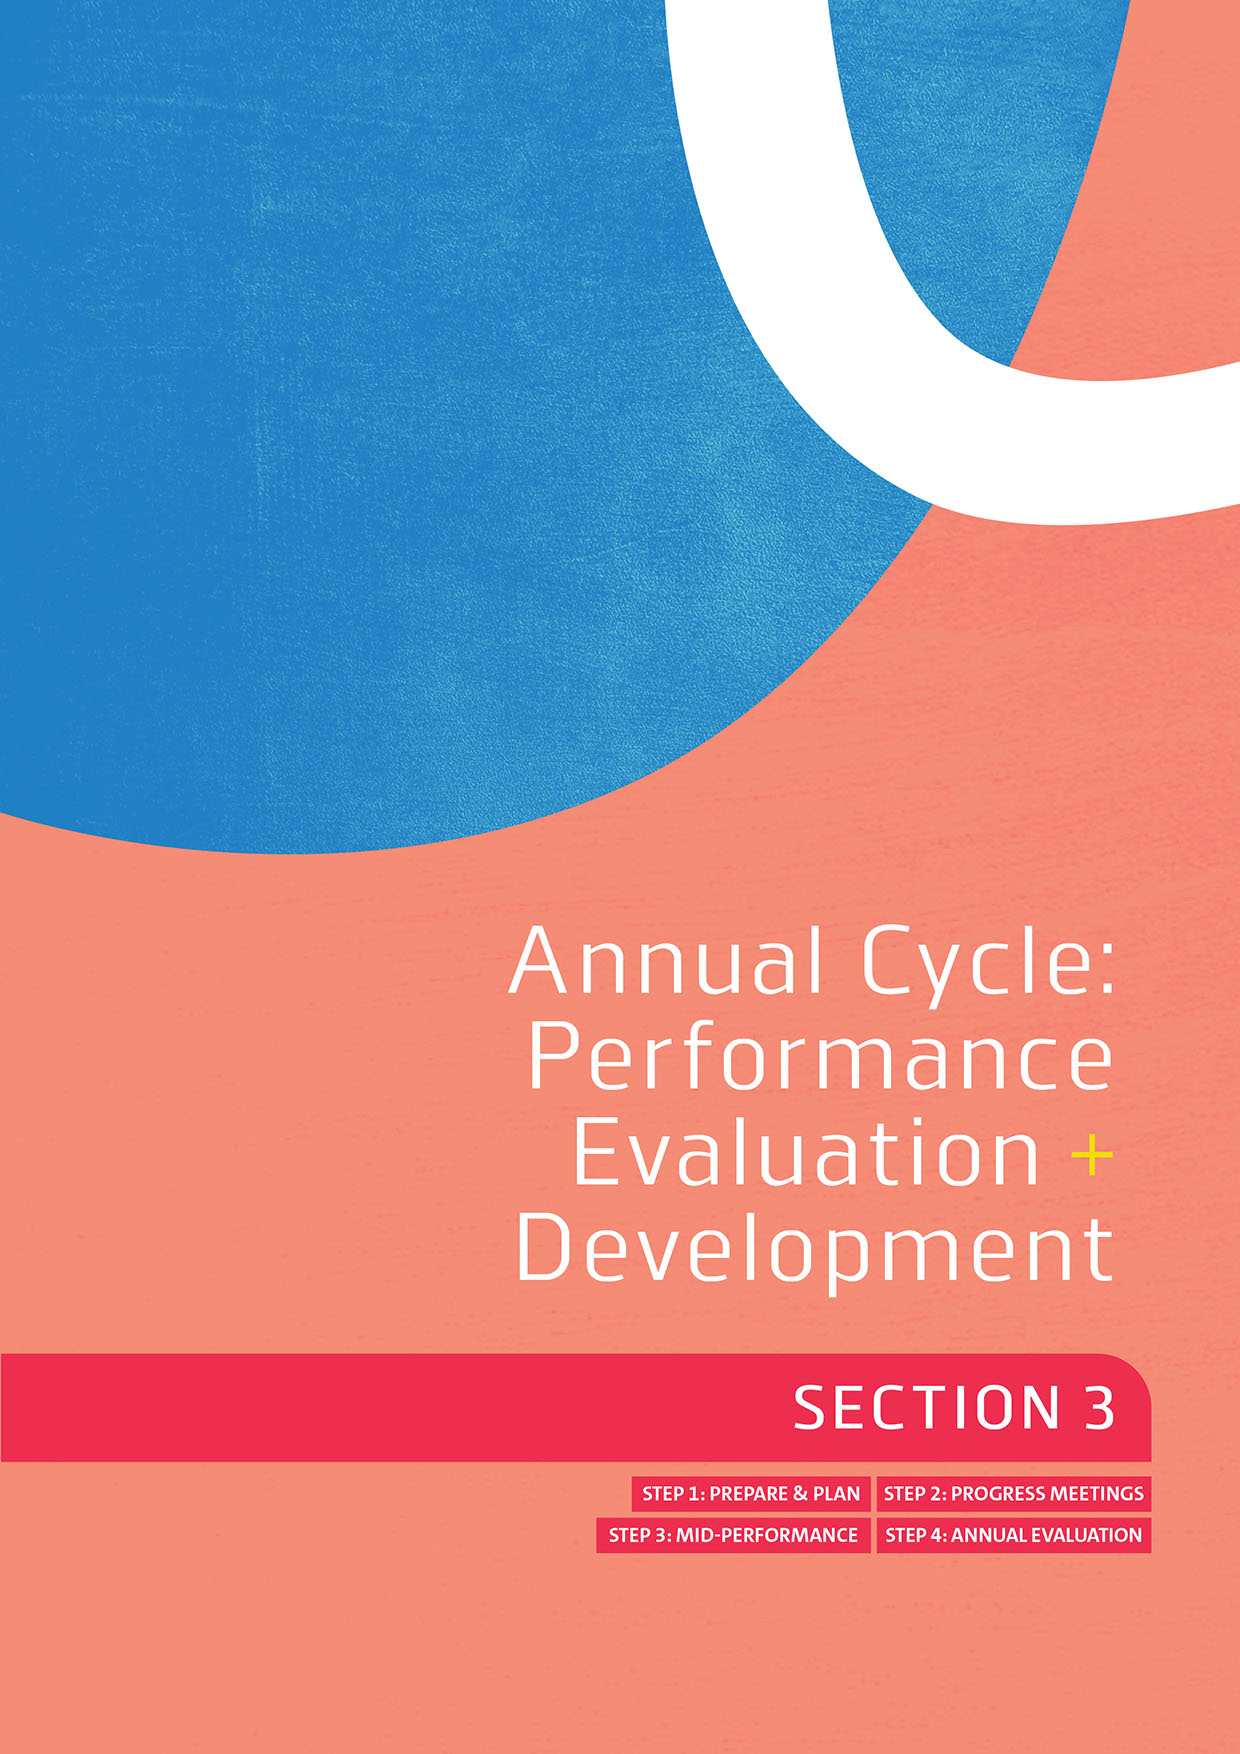 Annual Cycle:
Performance
Evaluation +
Development
SECTION 3
STEP 1: PREPARE & PLAN
STEP 2: PROGRESS MEETINGS
STEP 3: MID-PERFORMANCE
STEP 4: ANNUAL EVALUATION